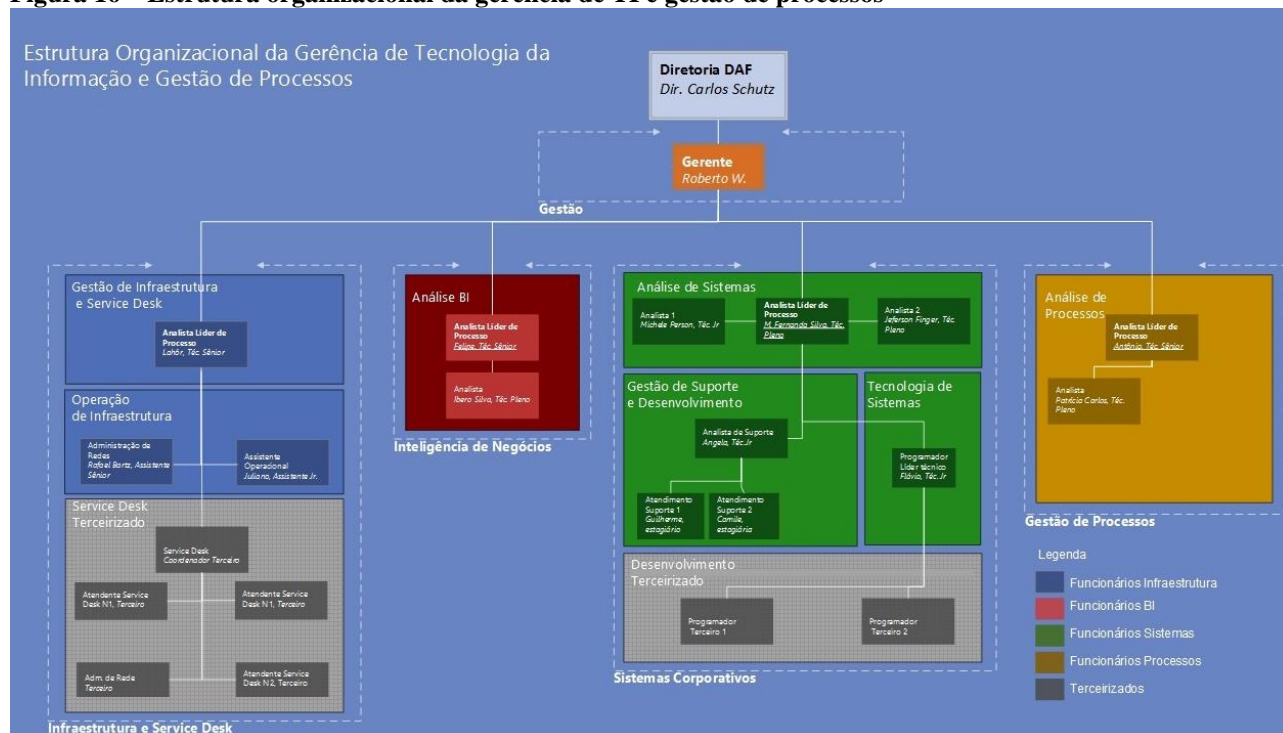 Figura 10 – Estrutura organizacional da gerência de TI e gestão de processos
Estrutura Organizacional da Gerência de Tecnologia da
Informação e Gestão de Processos
Diretoria DAF
Dir. Carlos Schutz
Gerente
Roberto W.
Gestão
Gestão de Infraestrutura
e Service Desk
Analista Líder de
Processo
Lahôr, Téc. Sênior
Operação
de Infraestrutura
Administração de
Redes
Rafael Bortz, Assistente
Sênior
Assistente
Operacional
Juliano, Assistente Jr.
Service Desk
Terceirizado
Service Desk
Coordenador Terceiro
Atendente Service
Desk N1, Terceiro
Atendente Service
Desk N1, Terceiro
Adm. de Rede
Terceiro
Atendente Service
Desk N2, Terceiro
Infraestrutura e Service Desk
Análise BI
Analista Líder de
Processo
Felipe, Téc. Sênior
Analista
Ibero Silva, Téc. Pleno
Inteligência de Negócios
Análise de Sistemas
Analista 1
Michele Person, Téc. Jr
Analista Líder de
Processo
M. Fernanda Silva, Téc.
Pleno
Analista 2
Jeferson Finger, Téc.
Pleno
Gestão de Suporte
e Desenvolvimento
Analista de Suporte
Angela, Téc. Jr
Atendimento
Suporte 1
Guilherme,
estagiário
Atendimento
Suporte 2
Camile,
estagiária
Tecnologia de
Sistemas
Programador
Líder técnico
Flávio, Téc. Jr
Desenvolvimento
Terceirizado
Programador
Terceiro 1
Programador
Terceiro 2
Sistemas Corporativos
Análise de
Processos
Analista Líder de
Processo
Antônio, Téc. Sênior
Analista
Patrícia Carlos, Téc.
Pleno
Gestão de Processos
Legenda
Funcionários Infraestrutura
Funcionários BI
Funcionários Sistemas
Funcionários Processos
Terceirizados